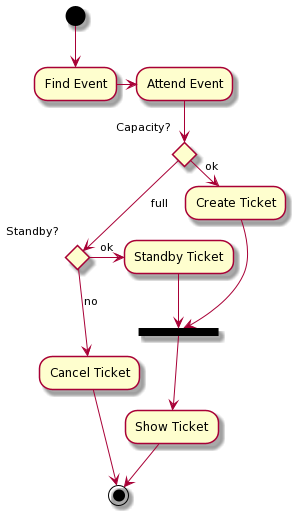 Find Event
Attend Event
Capacity?
ok
Create Ticket
full
Standby?
ok
Standby Ticket
no
Cancel Ticket
Show Ticket